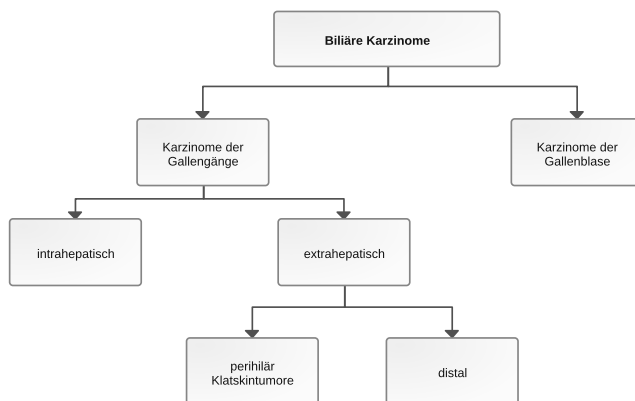 Biliäre Karzinome
Karzinome der
Gallengänge
Karzinome der
Gallenblase
intrahepatisch
extrahepatisch
perihilär
Klatskintumore
distal